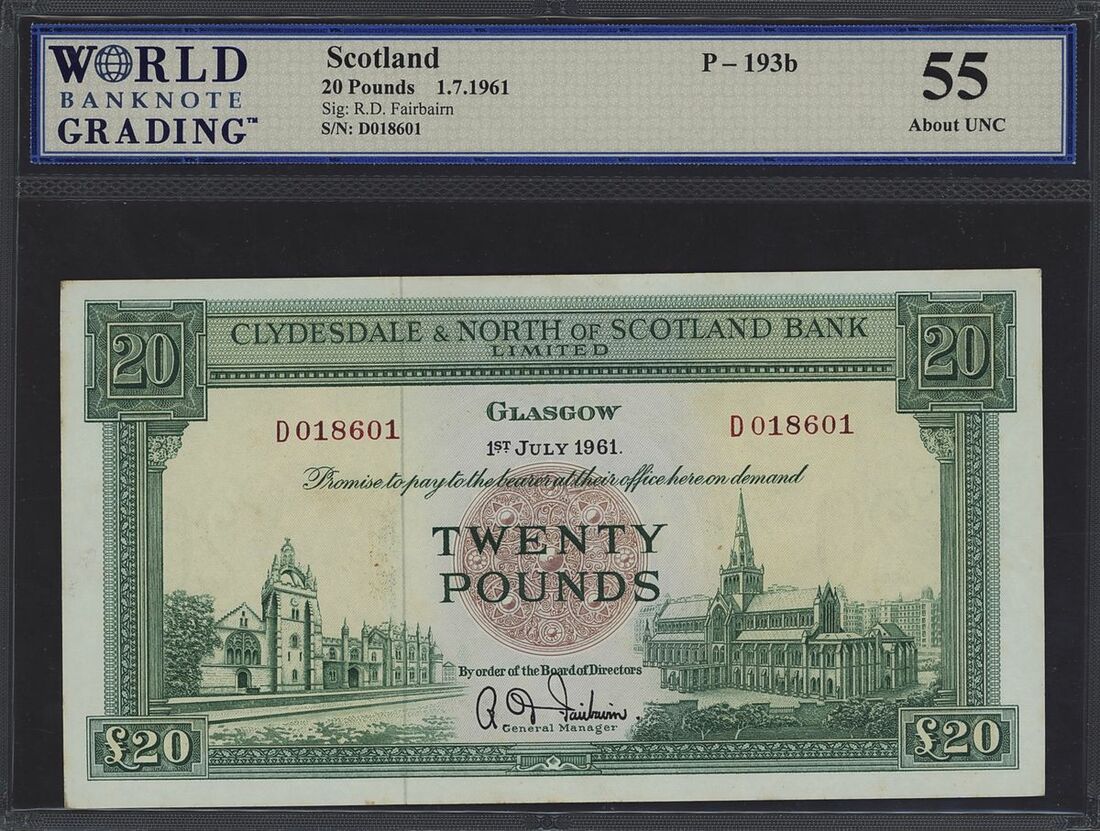 WORLD
BANKNOTE
GRADING™
Scotland
20 Pounds 1.7.1961
Sig: R.D. Fairbairn
S/N: D018601
P – 193b
55
About UNC
20
CLYDESDALE & NORTH OF SCOTLAND BANK
LIMITED
20
GLASGOW
D018601
D018601
1ST JULY 1961.
Promise to pay to the bearer at their office here on demand
TWENTY
POUNDS
By order of the Board of Directors
R D Fairbairn.
General Manager
£20
£20